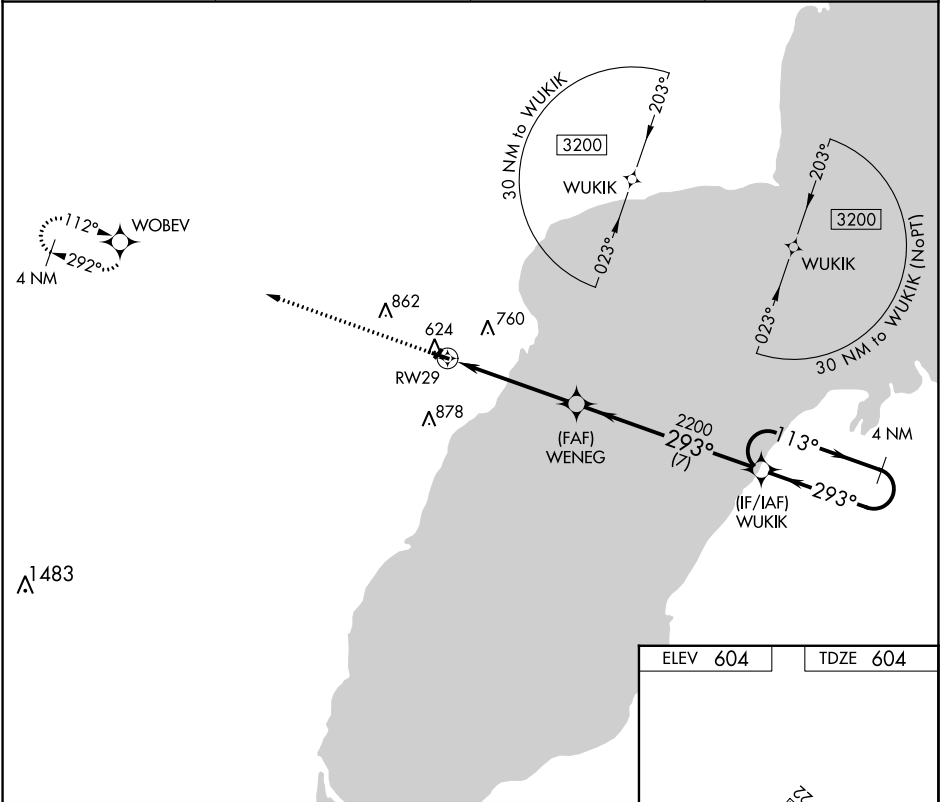 30 NM to WUKIK
203°
3200
WUKIK
023°
203°
3200
WUKIK
023°
30 NM to WUKIK (NoPT)
WOBEV
112°
292°
4 NM
862
760
624
RW29
878
(FAF)
WENEG
2200
293°
(7)
113°
4 NM
293°
(IF/IAF)
WUKIK
1483
ELEV 604
TDZE 604
22